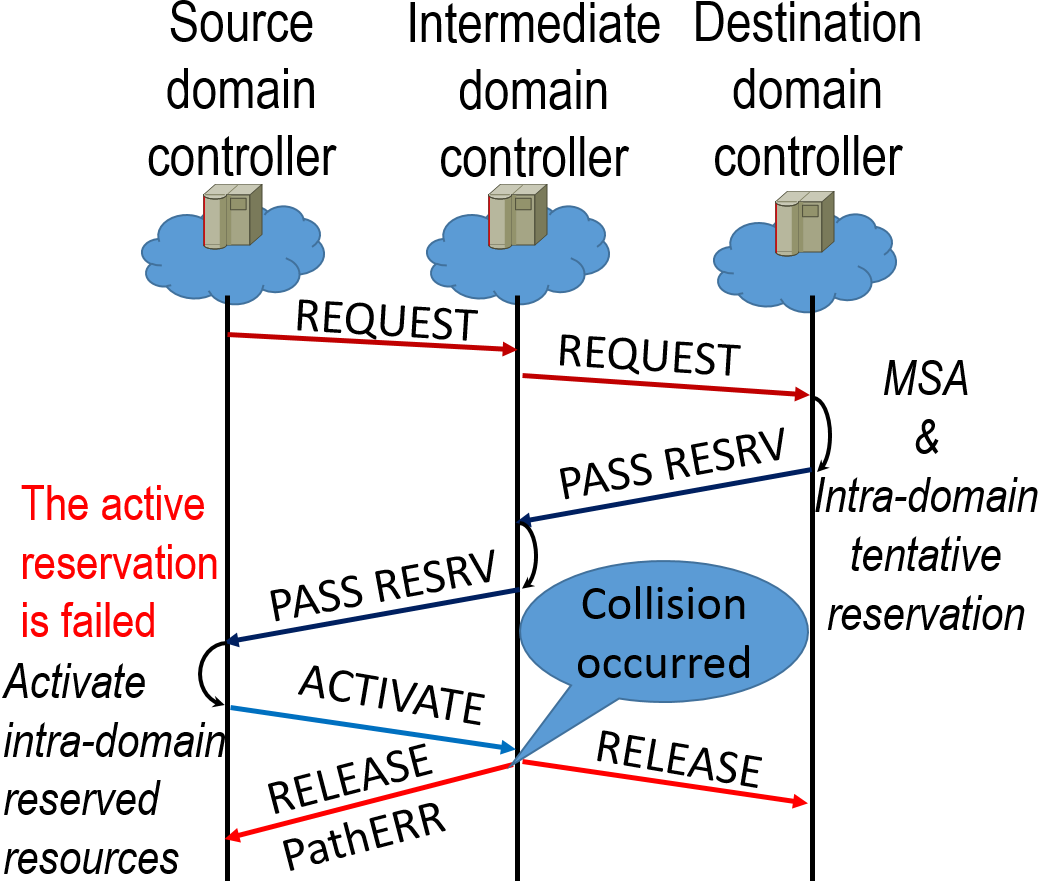 Source
domain
controller
Intermediate
domain
controller
Destination
domain
controller
REQUEST
REQUEST
MSA
&
Intra-domain
tentative
reservation
PASS RESRV
The active
reservation
is failed
PASS RESRV
Collision
occurred
Activate
intra-domain
reserved
resources
ACTIVATE
RELEASE
PathERR
RELEASE